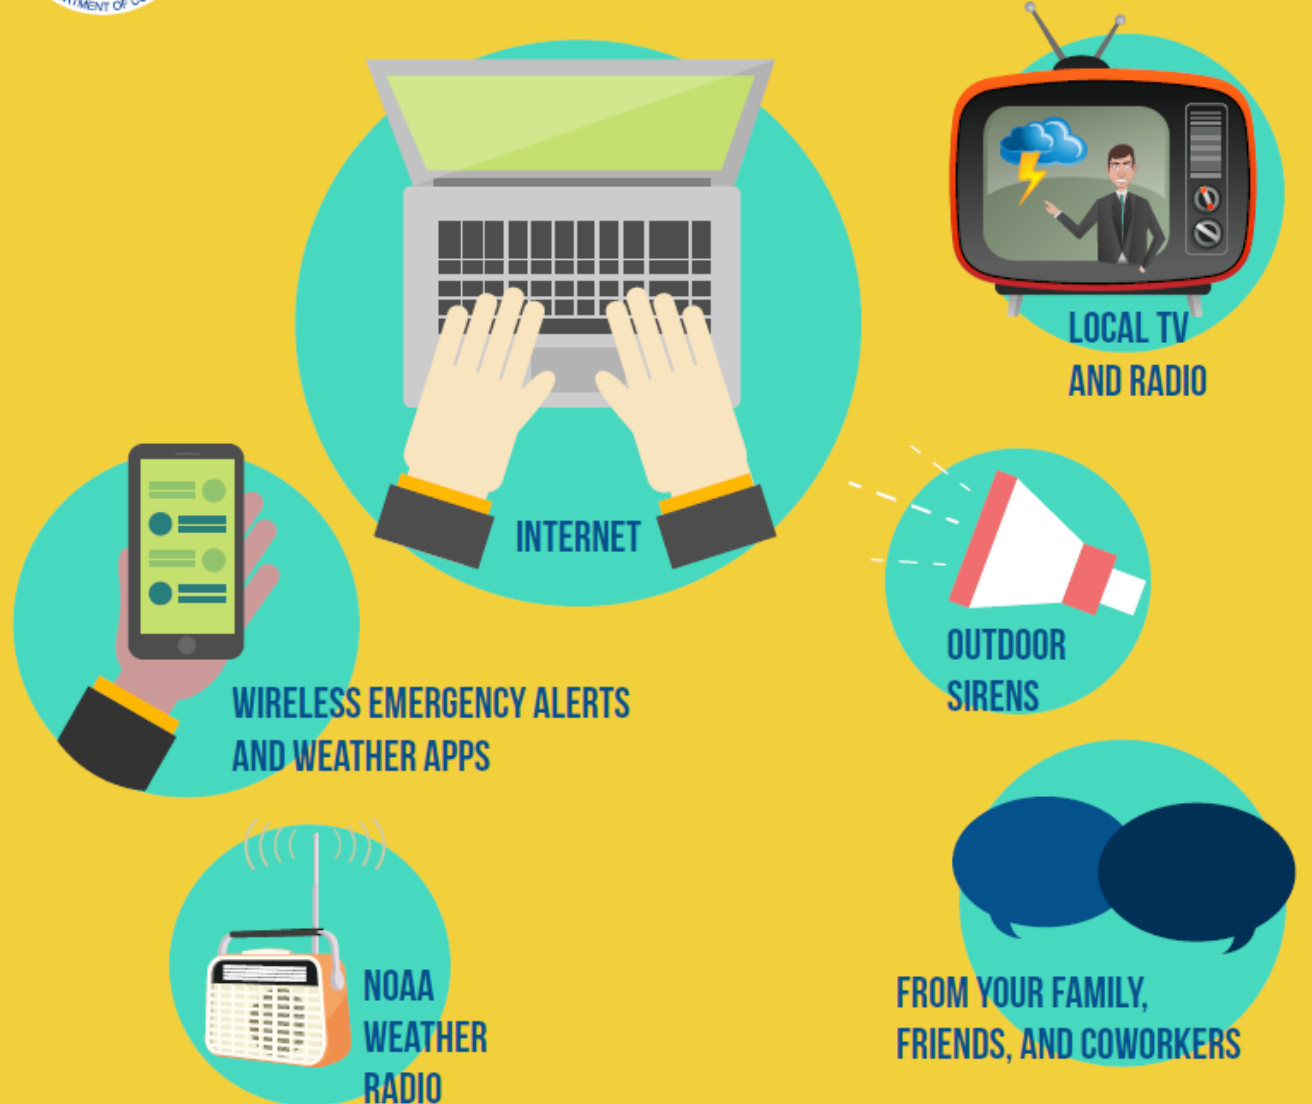 LOCAL TV
AND RADIO
INTERNET
OUTDOOR
SIRENS
WIRELESS EMERGENCY ALERTS
AND WEATHER APPS
NOAA
WEATHER
RADIO
FROM YOUR FAMILY,
FRIENDS, AND COWORKERS